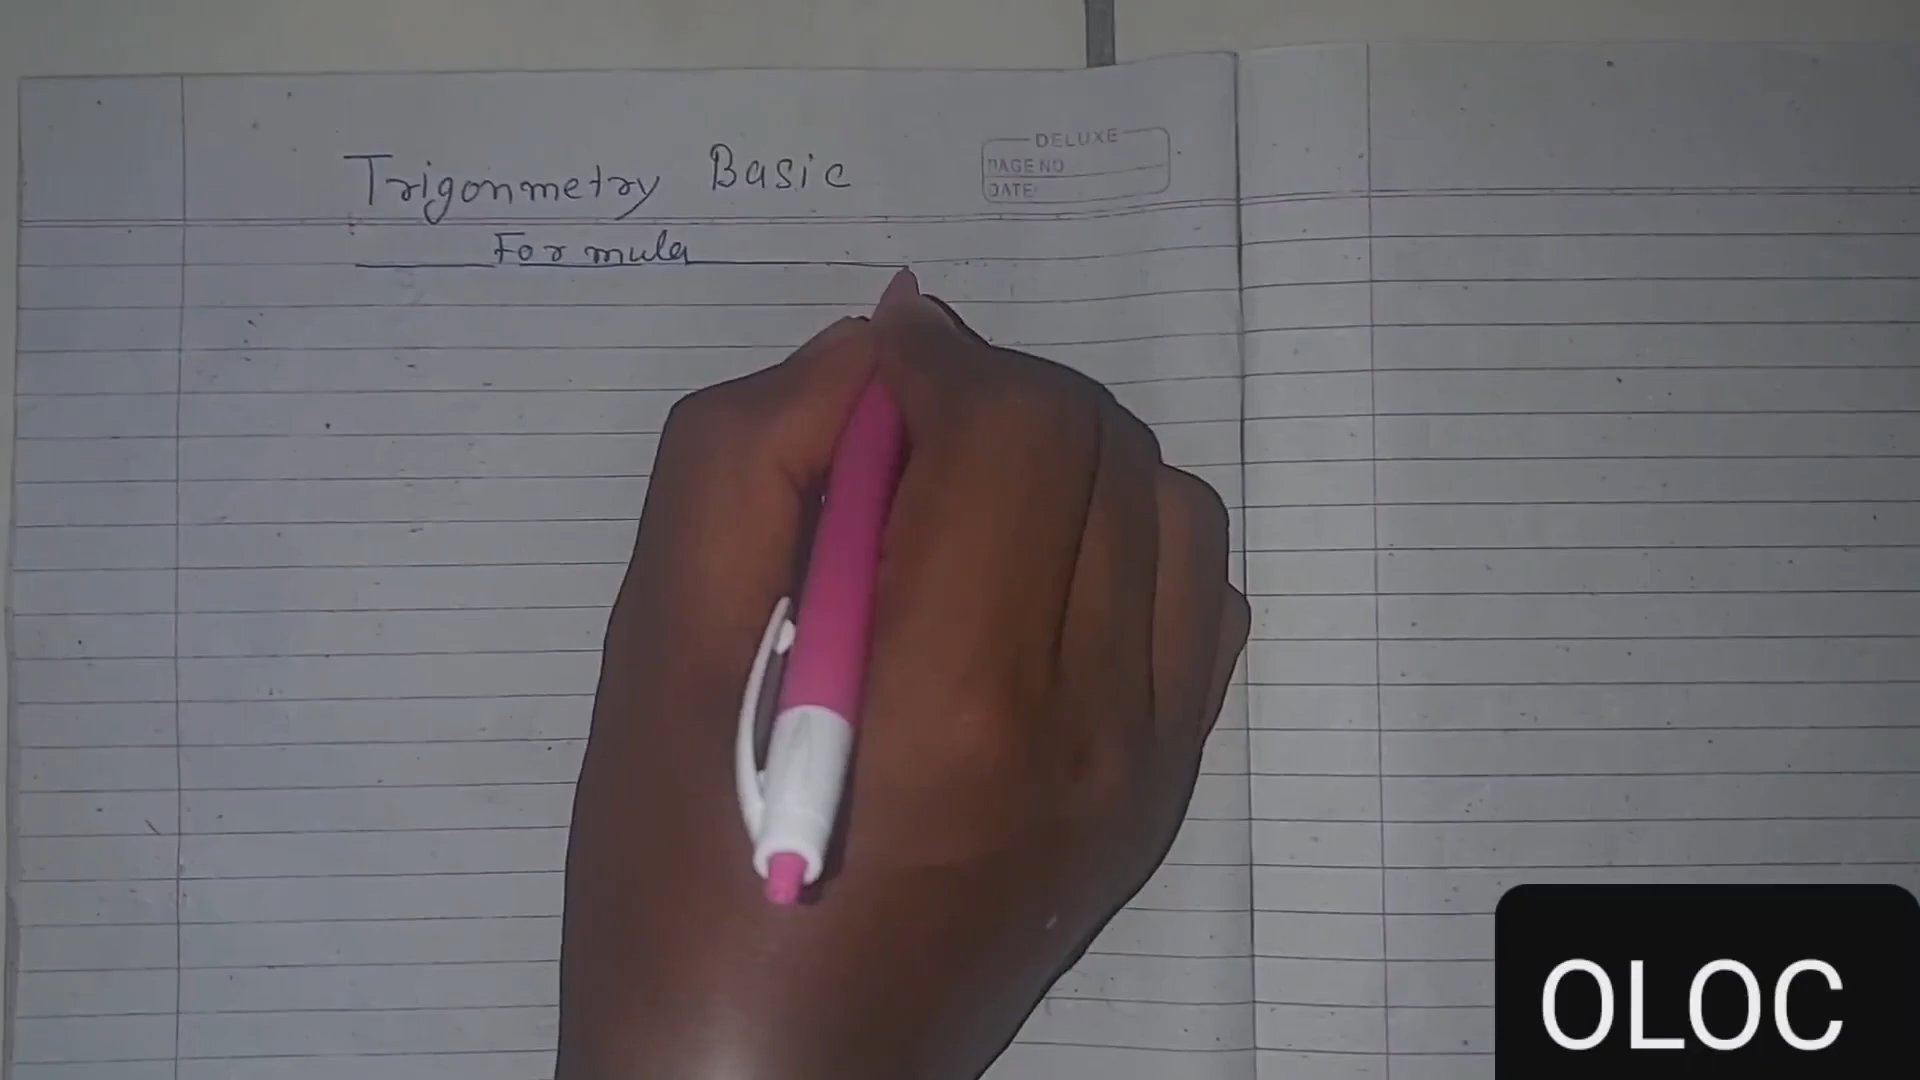 Trigonmetry Basic
DELUXE
PAGE NO
DATE
Formula
OLOC